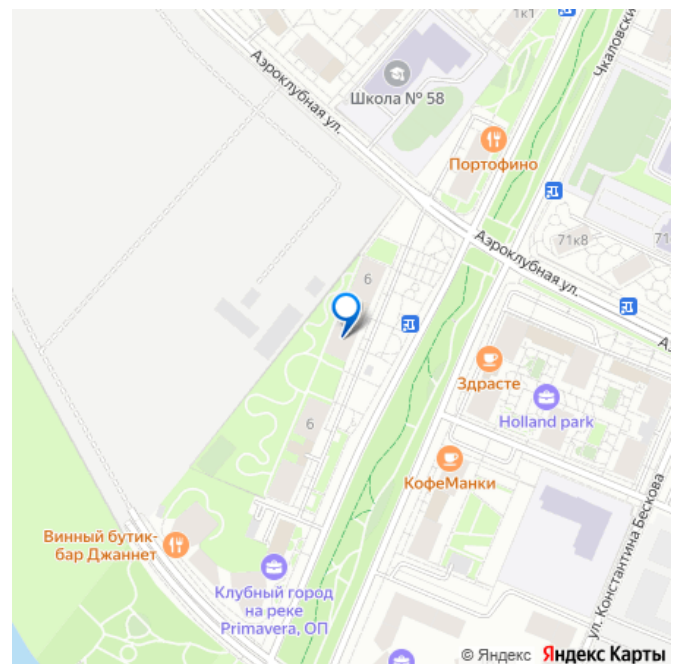 1к1
Чкаловски
Аэроклубная ул.
Школа № 58
Портофино
71к8
71
Аэроклубная ул.
6
А
Здрасте
Holland park
6
КофеМанки
Винный бутик-
бар Джаннет
Клубный город
на реке
Primavera, ОП
ул. Константина Бескова
© Яндекс Яндекс Карты